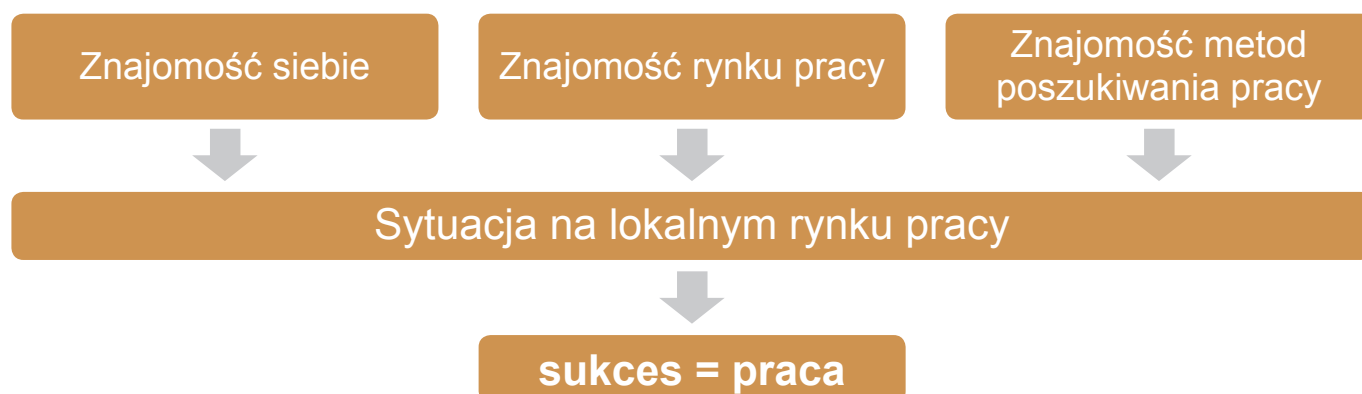 Znajomość siebie
Znajomość rynku pracy
Znajomość metod
poszukiwania pracy
Sytuacja na lokalnym rynku pracy
sukces = praca